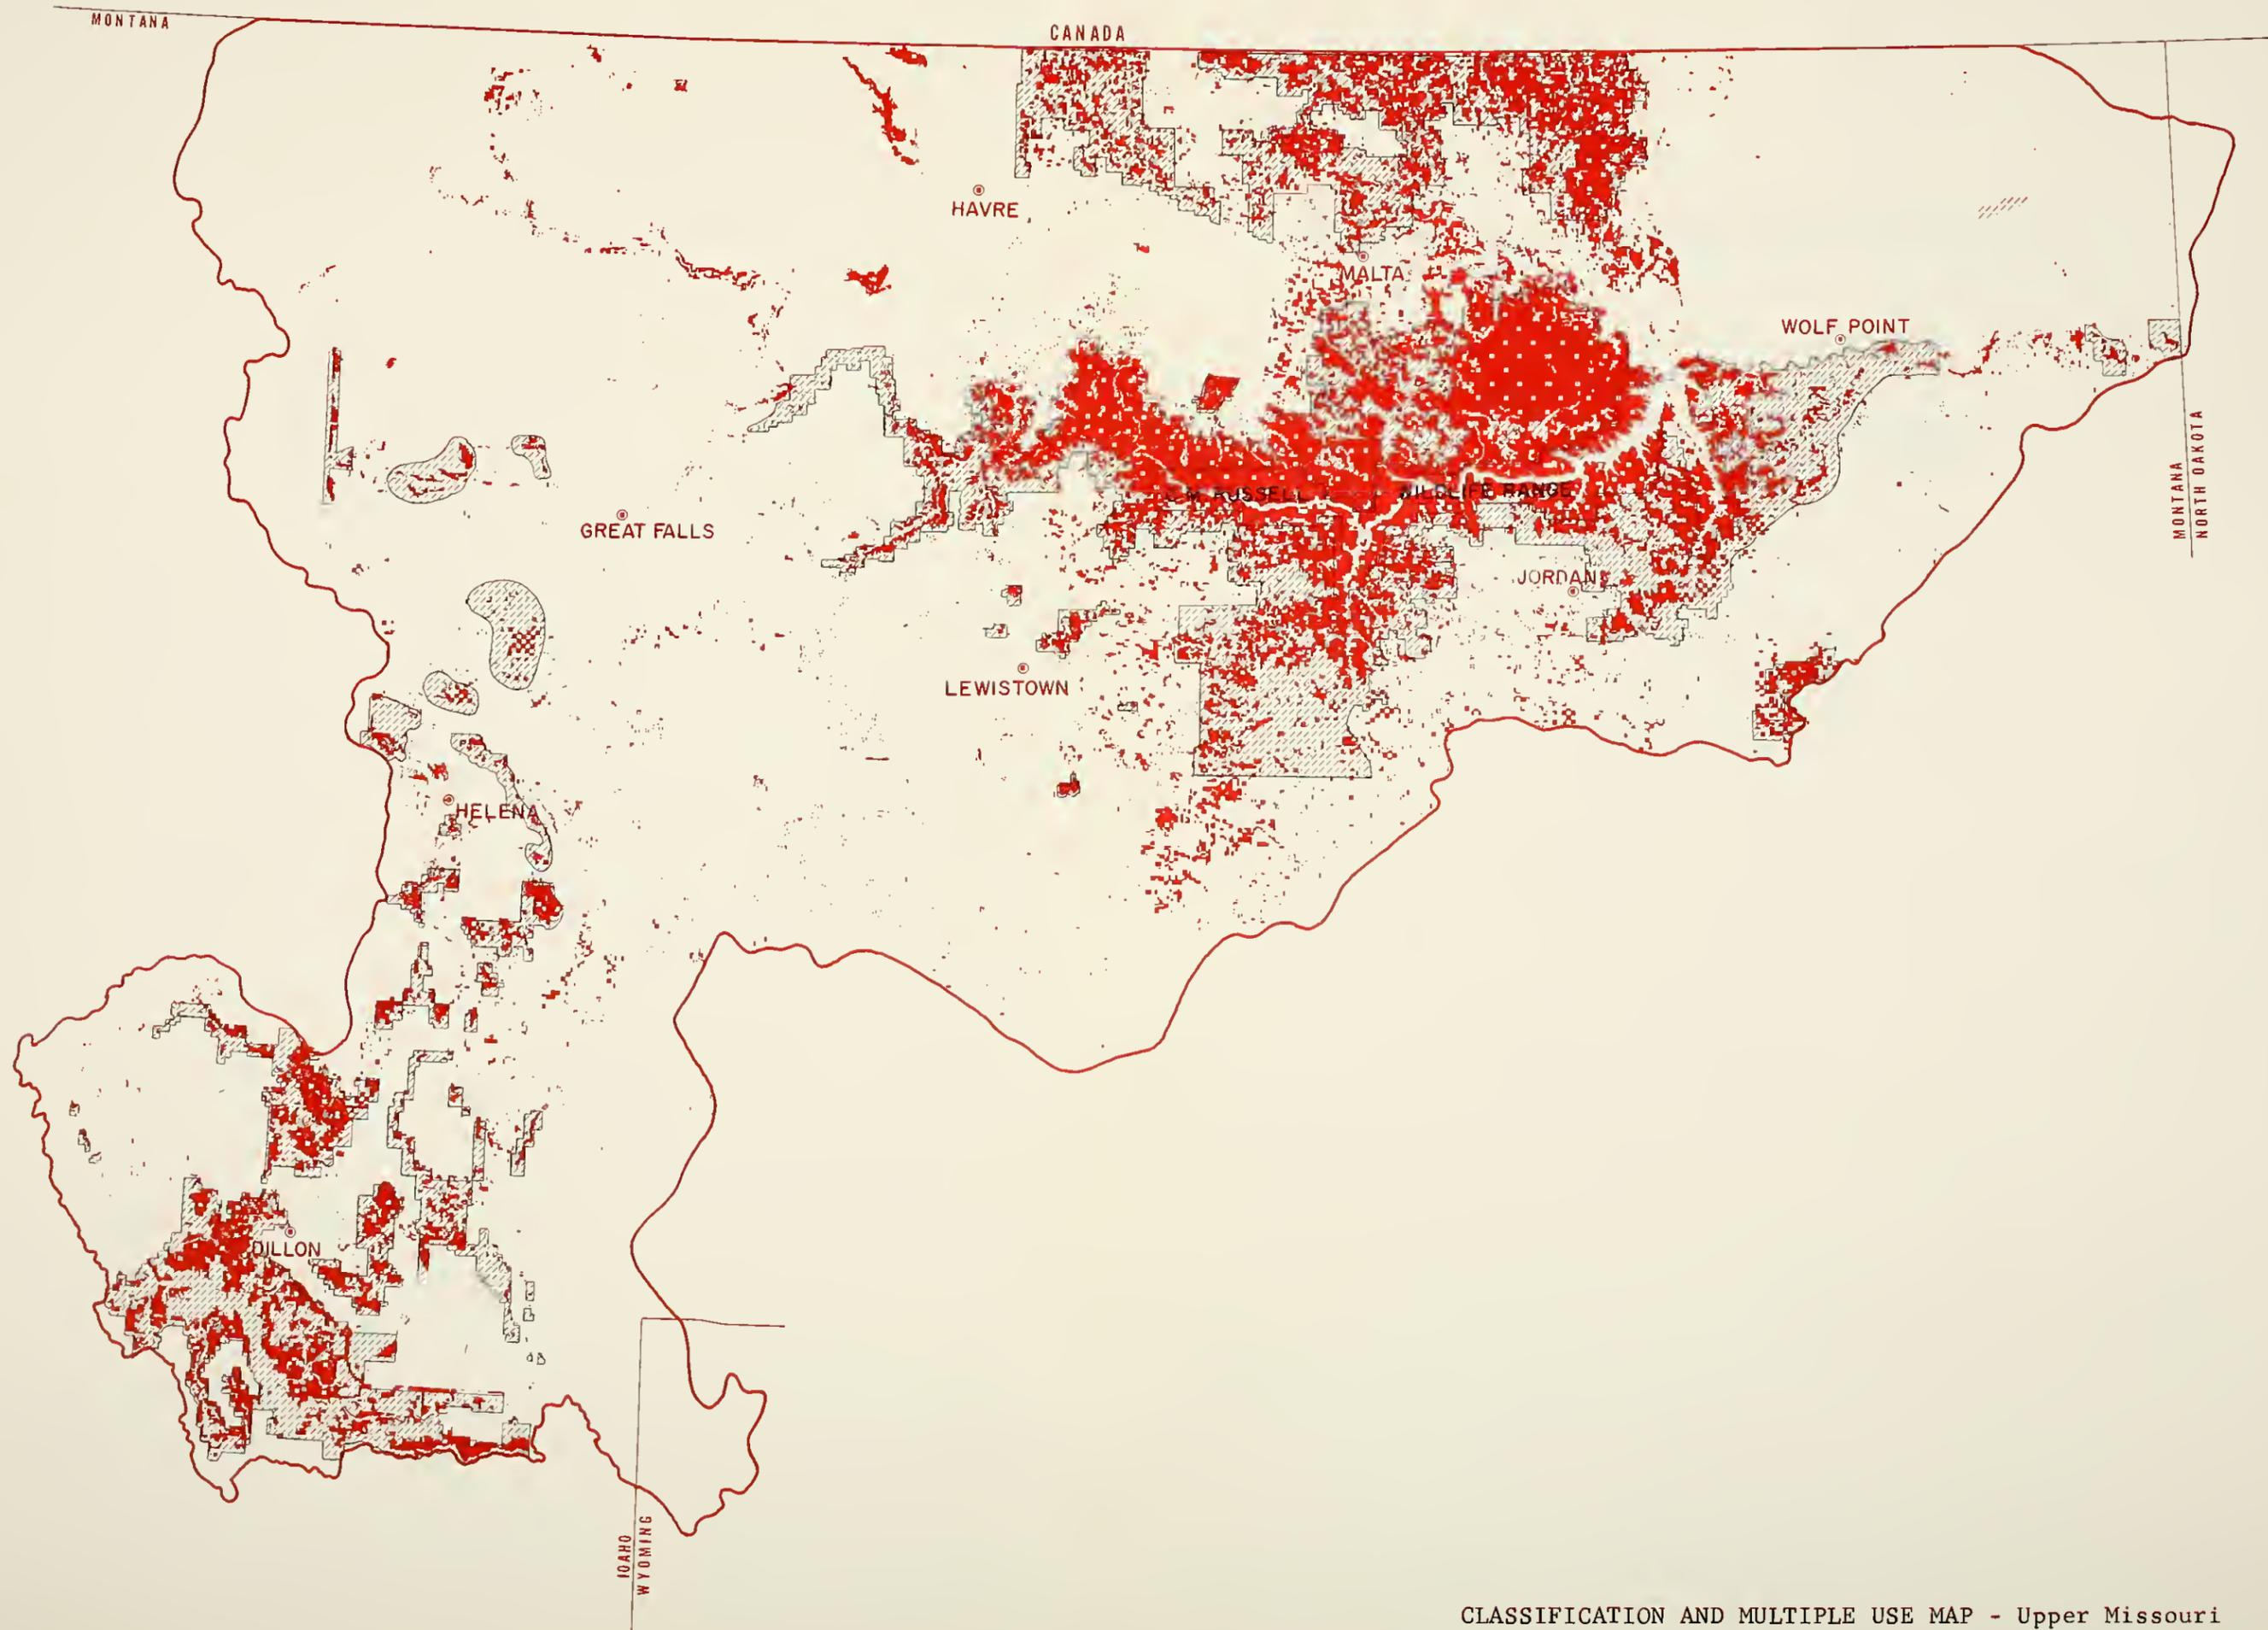 MONTANA
CANADA
HAVRE
MALTA
WOLF POINT
MONTANA
NORTH DAKOTA
C.M. RUSSELL WILDLIFE RANGE
GREAT FALLS
JORDAN
LEWISTOWN
HELENA
DILLON
IDAHO
WYOMING
CLASSIFICATION AND MULTIPLE USE MAP - Upper Missouri